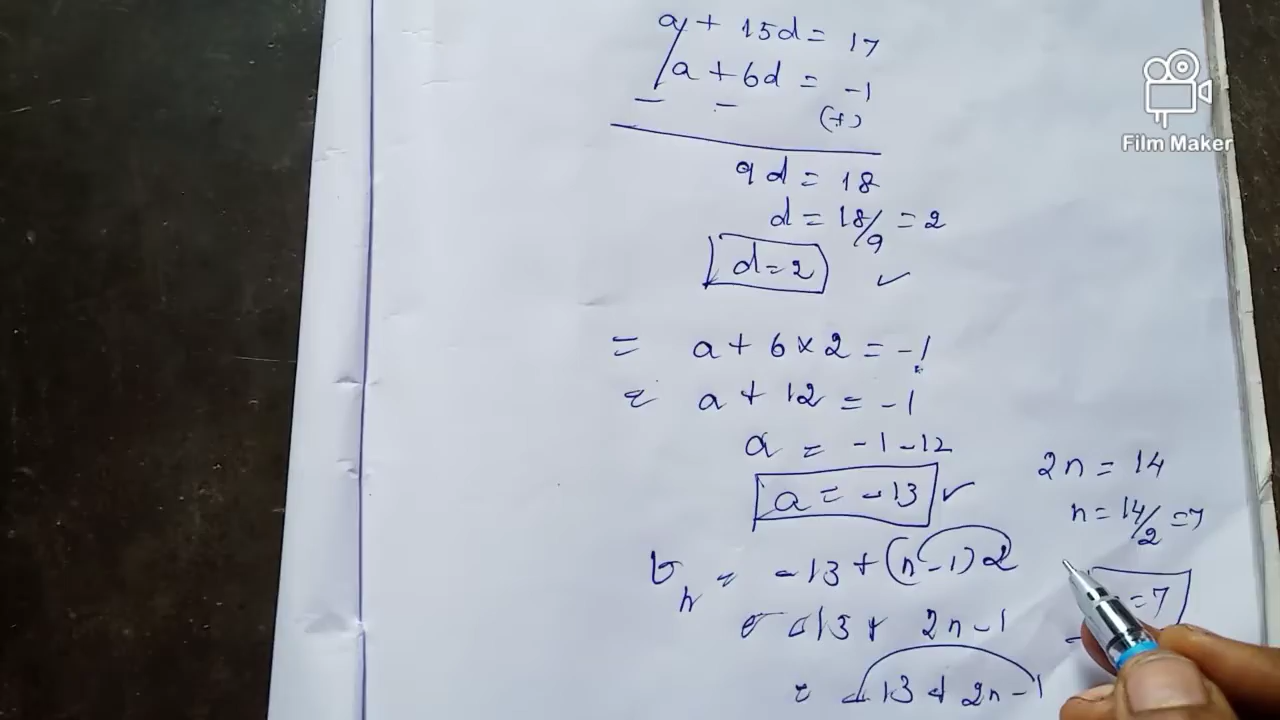 a + 15d = 17
a + 6d = -1
- - (+)
9d = 18
d = 18/9 = 2
d = 2 ✓
= a + 6 × 2 = -1
= a + 12 = -1
a = -1-12
a = -13 ✓
2n = 14
n = 14/2 = 7
n = -13 + (n-1)2
= 7
= -13 + 2n-1
= -13 + 2n-1
Film Maker